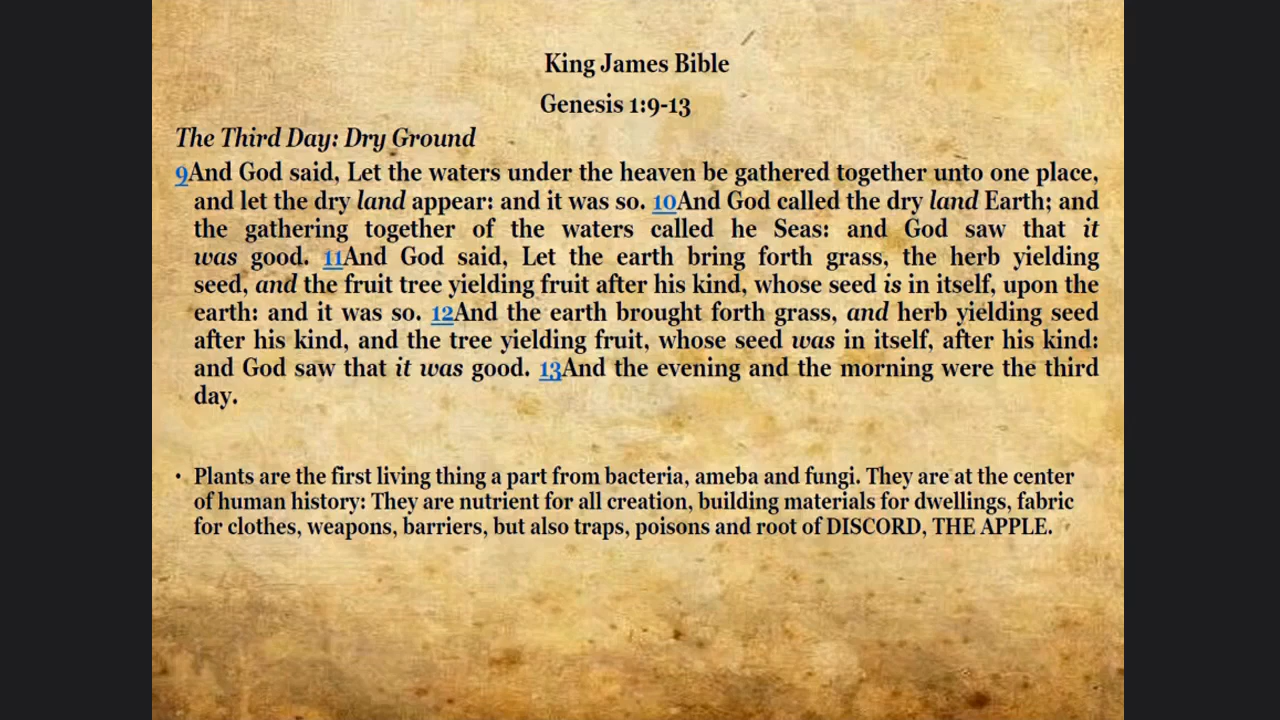 King James Bible
Genesis 1:9-13
The Third Day: Dry Ground
9And God said, Let the waters under the heaven be gathered together unto one place,
and let the dry land appear: and it was so. 10And God called the dry land Earth; and
the gathering together of the waters called he Seas: and God saw that it
was good. 11And God said, Let the earth bring forth grass, the herb yielding
seed, and the fruit tree yielding fruit after his kind, whose seed is in itself, upon the
earth: and it was so. 12And the earth brought forth grass, and herb yielding seed
after his kind, and the tree yielding fruit, whose seed was in itself, after his kind:
and God saw that it was good. 13And the evening and the morning were the third
day.
• Plants are the first living thing a part from bacteria, ameba and fungi. They are at the center
of human history: They are nutrient for all creation, building materials for dwellings, fabric
for clothes, weapons, barriers, but also traps, poisons and root of DISCORD, THE APPLE.